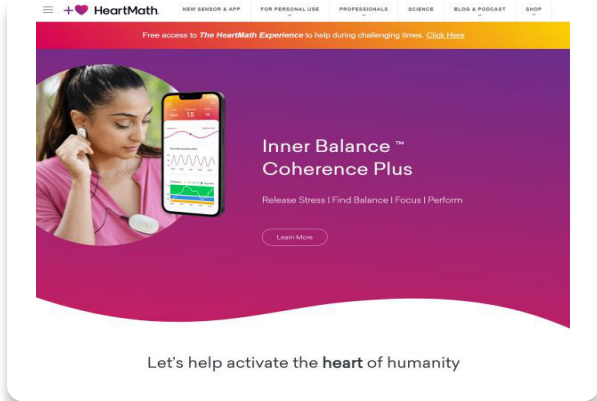 HeartMath.
NEW SENSOR & APP
FOR PERSONAL USE
PROFESSIONALS
SCIENCE
BLOG & PODCAST
SHOP
Free access to The HeartMath Experience to help during challenging times. Click Here
Inner Balance ™
Coherence Plus
Release Stress | Find Balance | Focus | Perform
Learn More
Let's help activate the heart of humanity